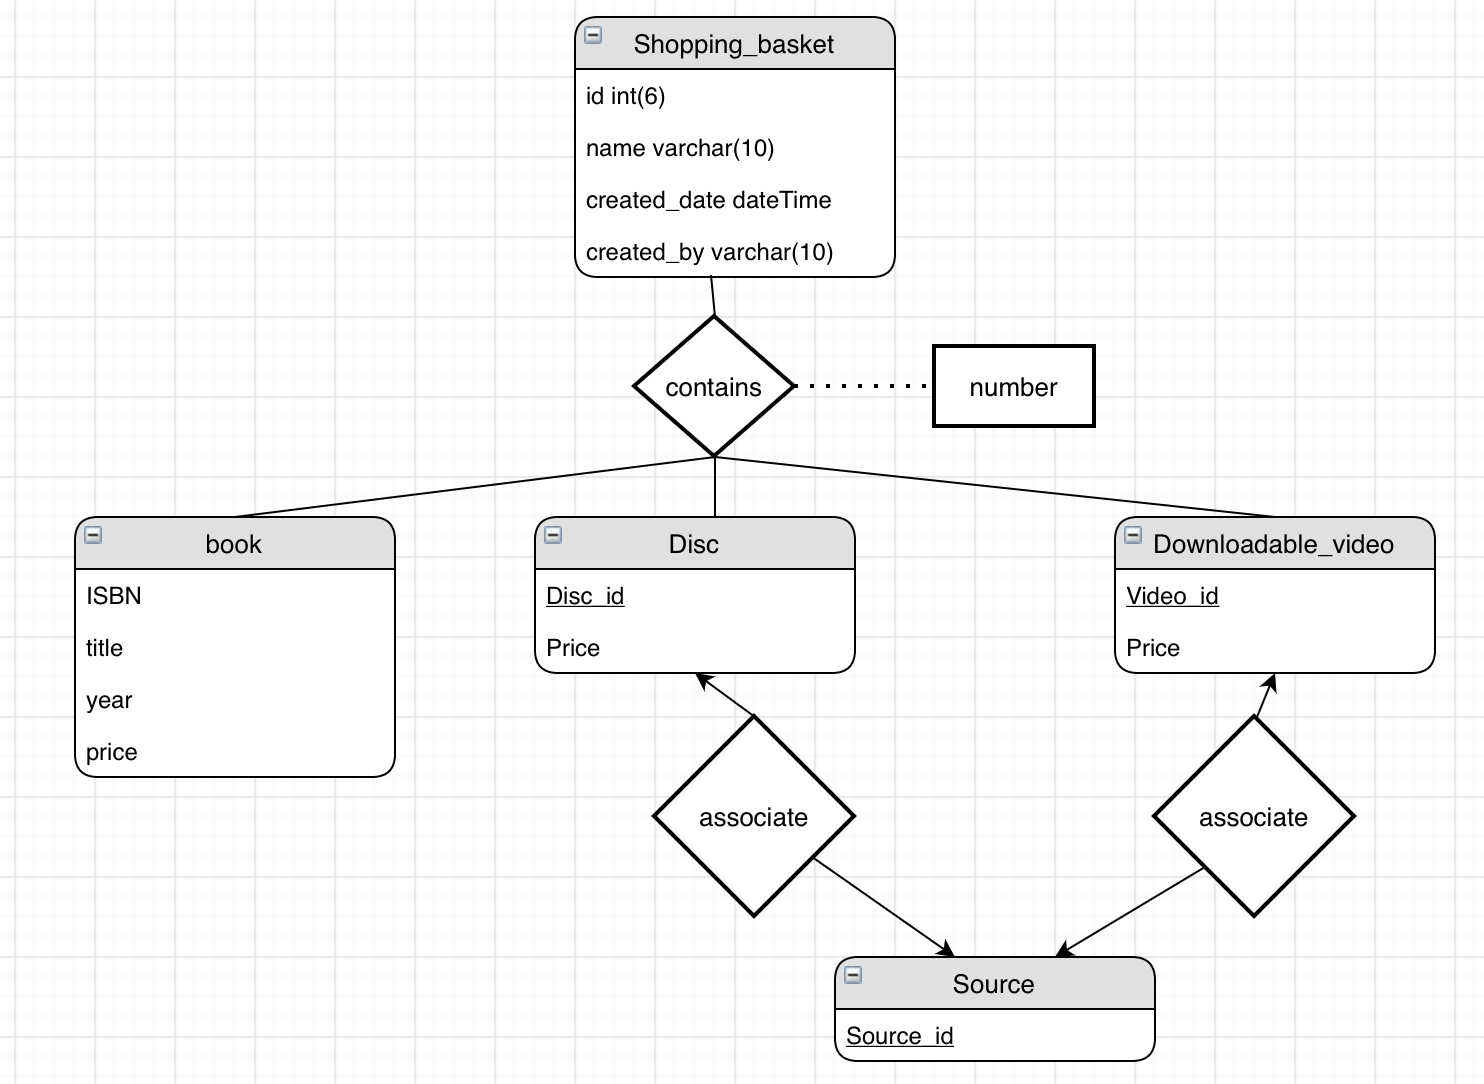 Shopping_basket
id int(6)
name varchar(10)
created_date dateTime
created_by varchar(10)
contains
number
book
ISBN
title
year
price
Disc
Disc_id
Price
Downloadable_video
Video_id
Price
associate
associate
Source
Source_id